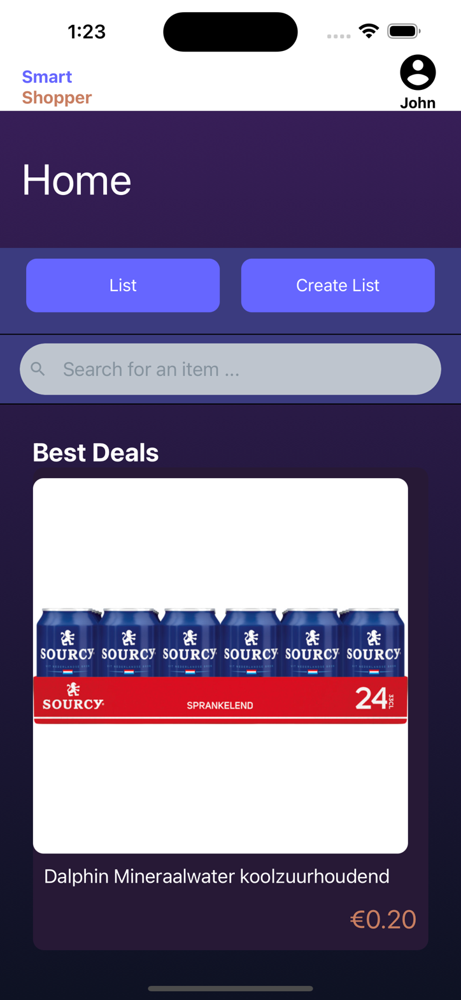 1:23
Smart
Shopper
John
Home
List
Create List
Search for an item ...
Best Deals
SOURCY SOURCY SOURCY SOURCY SOURCY SOURCY
SOURCY
SPRANKELEND
24
33CL
Dalphin Mineraalwater koolzuurhoudend
€0.20